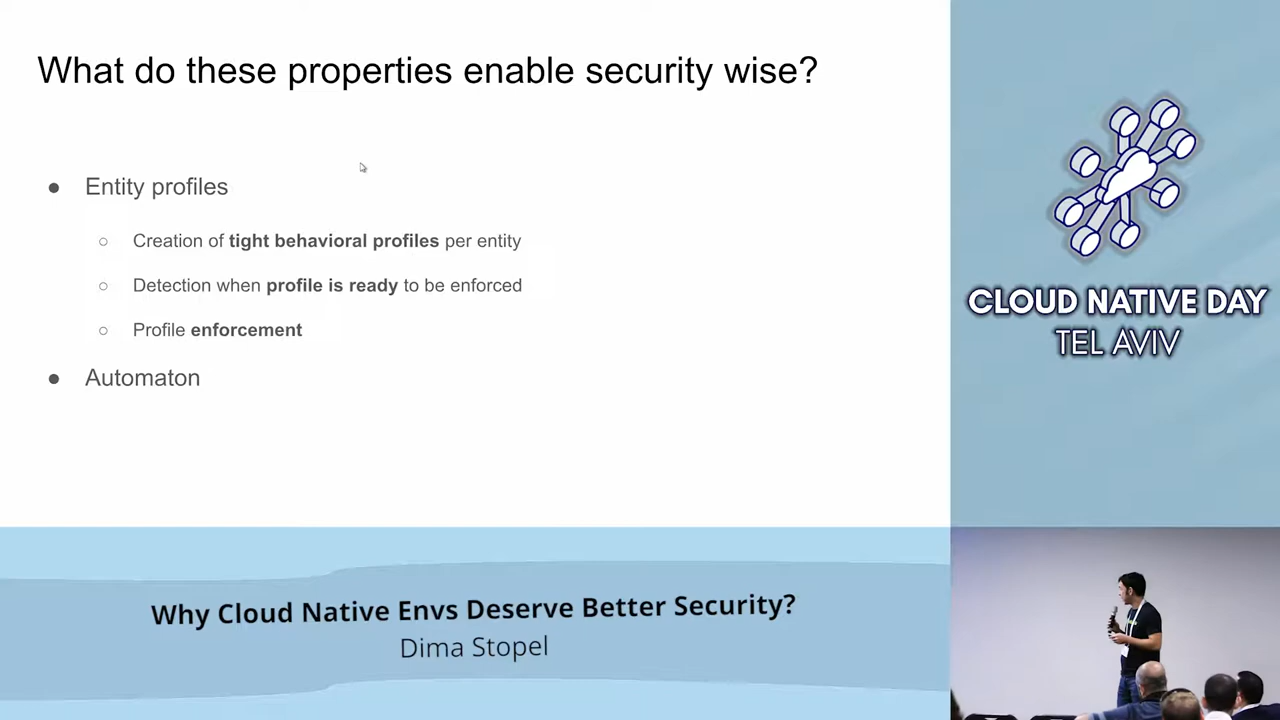 What do these properties enable security wise?
● Entity profiles
○ Creation of tight behavioral profiles per entity
○ Detection when profile is ready to be enforced
○ Profile enforcement
● Automaton
CLOUD NATIVE DAY
TEL AVIV
Why Cloud Native Envs Deserve Better Security?
Dima Stopel